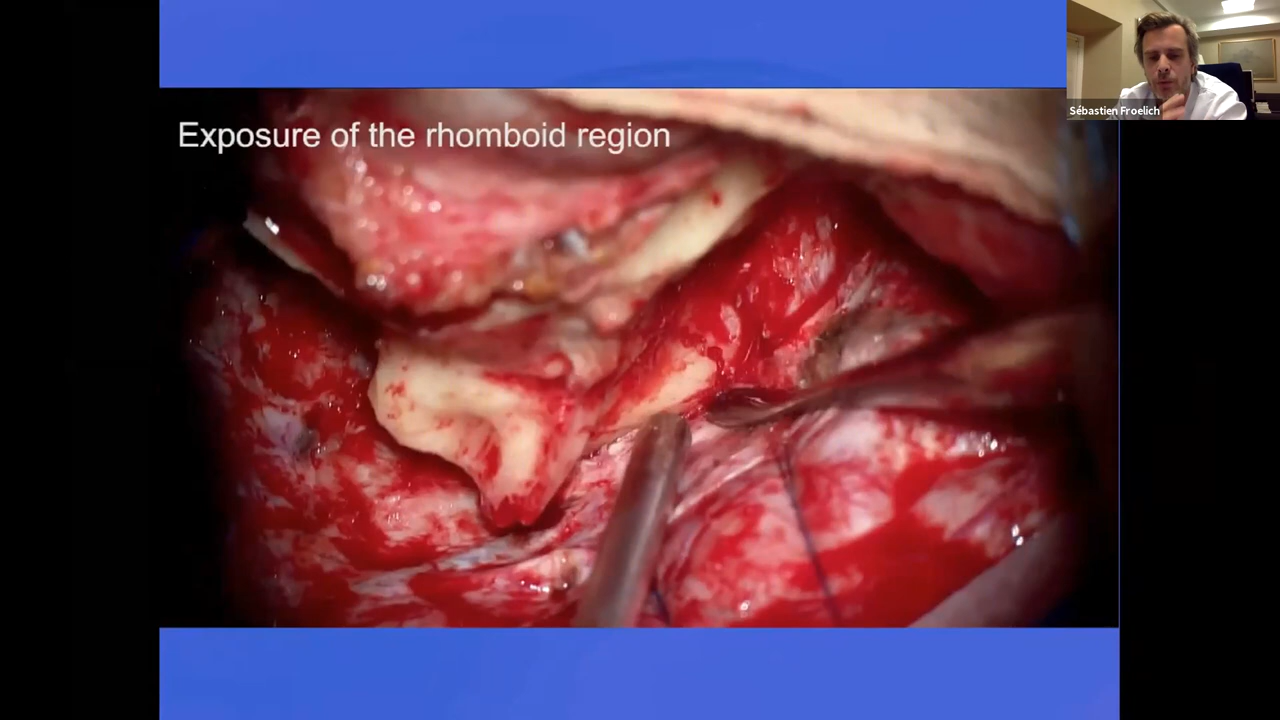 Exposure of the rhomboid region
Sébastien Froelich